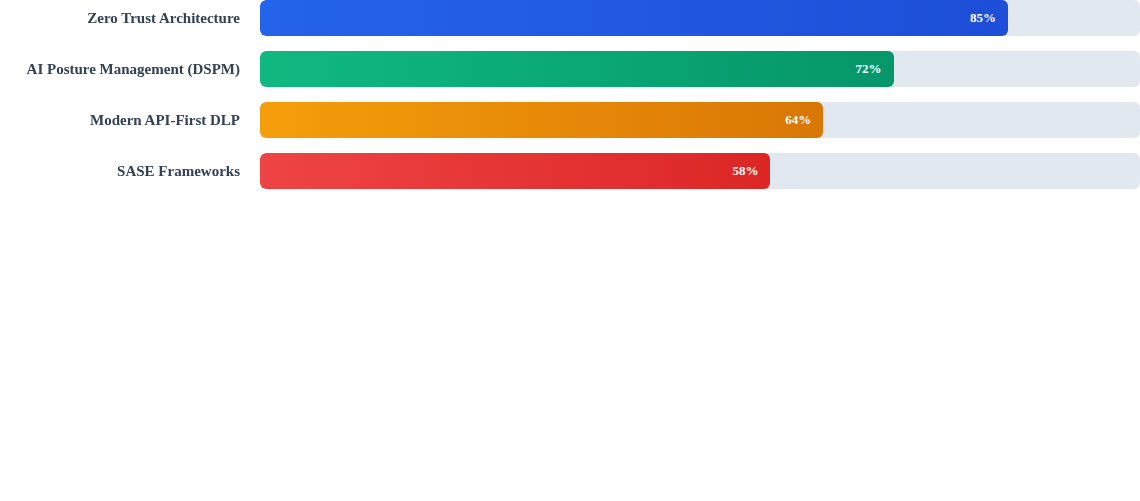 Zero Trust Architecture 85%
AI Posture Management (DSPM) 72%
Modern API-First DLP 64%
SASE Frameworks 58%